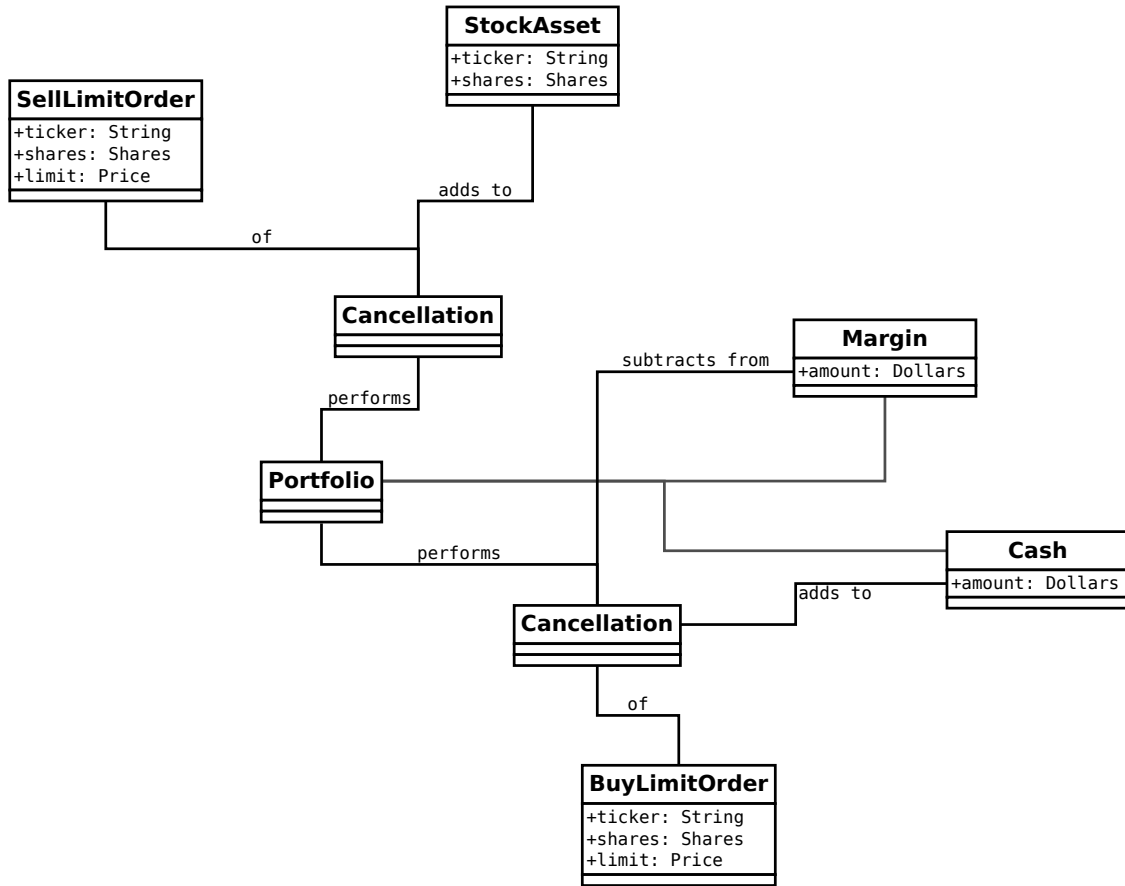 StockAsset
+ticker: String
+shares: Shares
SellLimitOrder
+ticker: String
+shares: Shares
+limit: Price
adds to
of
Cancellation
Margin
+amount: Dollars
subtracts from
performs
Portfolio
performs
Cash
+amount: Dollars
adds to
Cancellation
of
BuyLimitOrder
+ticker: String
+shares: Shares
+limit: Price